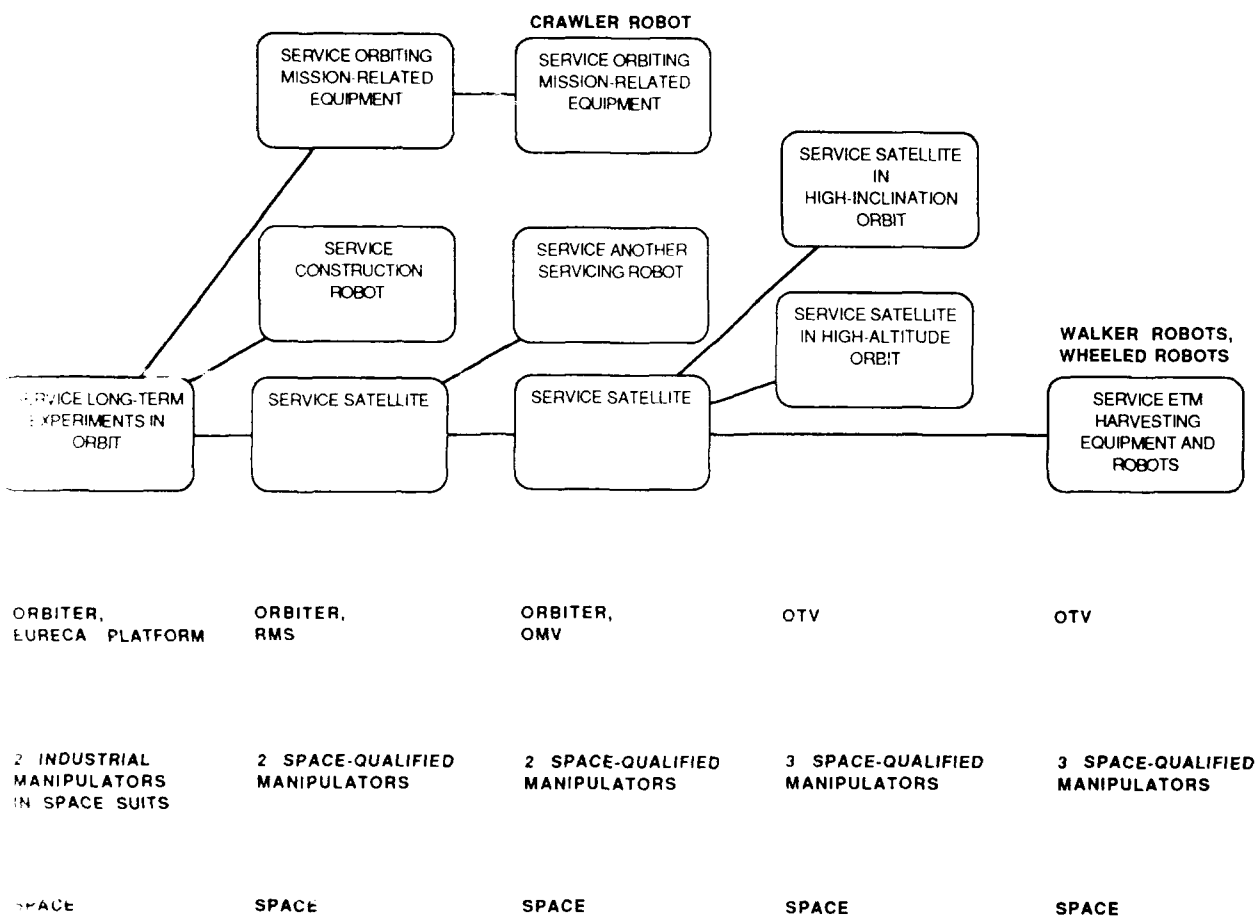 CRAWLER ROBOT
SERVICE ORBITING
MISSION-RELATED
EQUIPMENT
SERVICE ORBITING
MISSION-RELATED
EQUIPMENT
SERVICE SATELLITE
IN
HIGH-INCLINATION
ORBIT
SERVICE
CONSTRUCTION
ROBOT
SERVICE ANOTHER
SERVICING ROBOT
SERVICE SATELLITE
IN HIGH-ALTITUDE
ORBIT
WALKER ROBOTS,
WHEELED ROBOTS
SERVICE LONG-TERM
EXPERIMENTS IN
ORBIT
SERVICE SATELLITE
SERVICE SATELLITE
SERVICE ETM
HARVESTING
EQUIPMENT AND
ROBOTS
ORBITER,
EURECA PLATFORM
ORBITER,
RMS
ORBITER,
OMV
OTV
OTV
2 INDUSTRIAL
MANIPULATORS
IN SPACE SUITS
2 SPACE-QUALIFIED
MANIPULATORS
2 SPACE-QUALIFIED
MANIPULATORS
3 SPACE-QUALIFIED
MANIPULATORS
3 SPACE-QUALIFIED
MANIPULATORS
SPACE
SPACE
SPACE
SPACE
SPACE